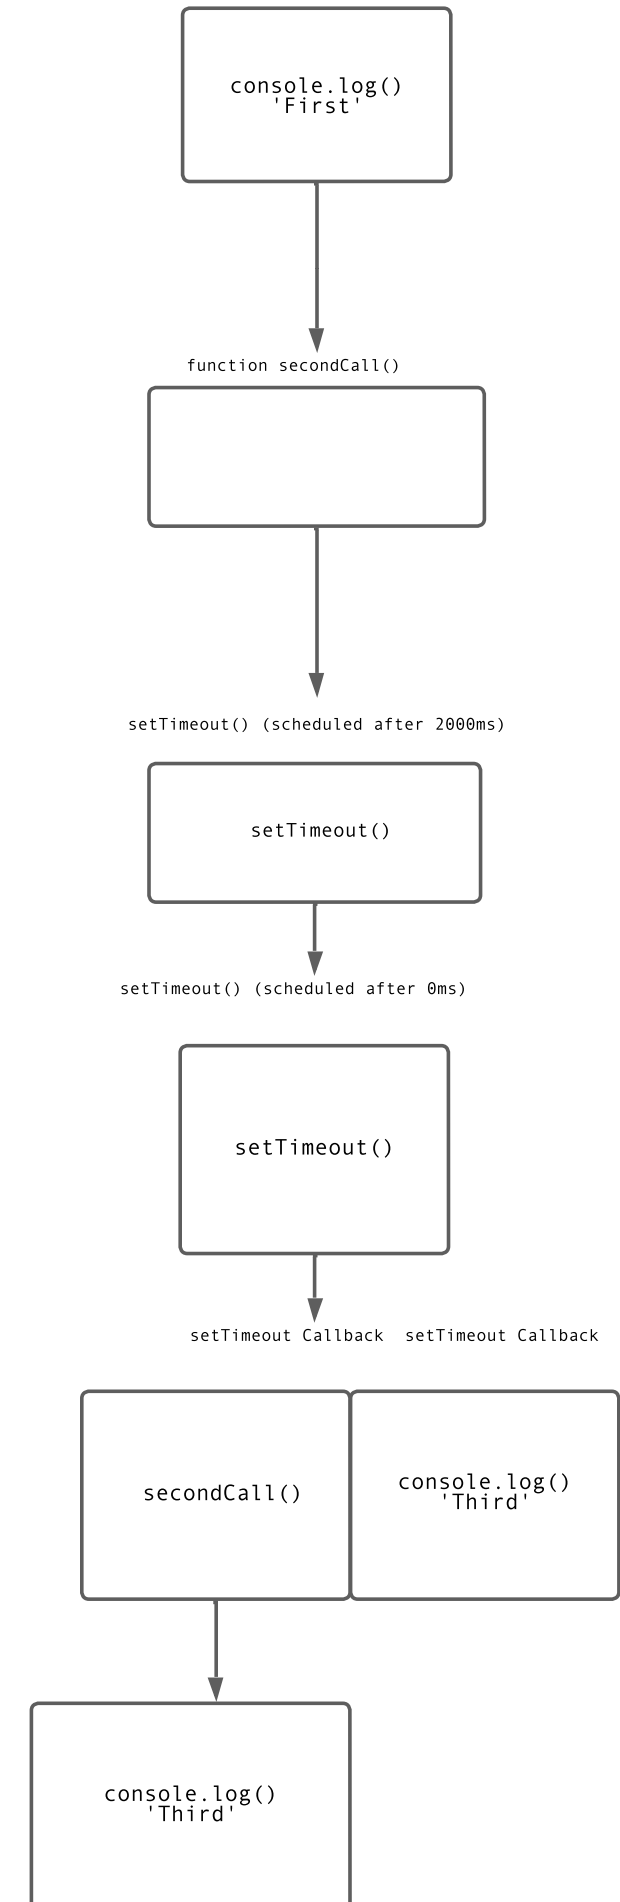 console.log()
'First'
function secondCall()
setTimeout() (scheduled after 2000ms)
setTimeout()
setTimeout() (scheduled after 0ms)
setTimeout()
setTimeout Callback
setTimeout Callback
secondCall()
console.log()
'Third'
console.log()
'Third'